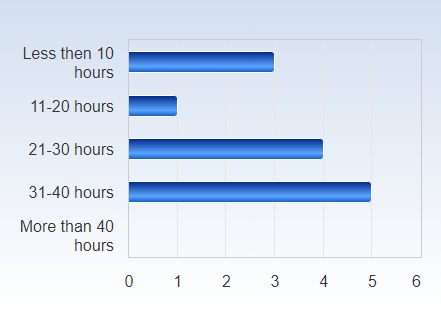 Less then 10
hours
11-20 hours
21-30 hours
31-40 hours
More than 40
hours
0 1 2 3 4 5 6